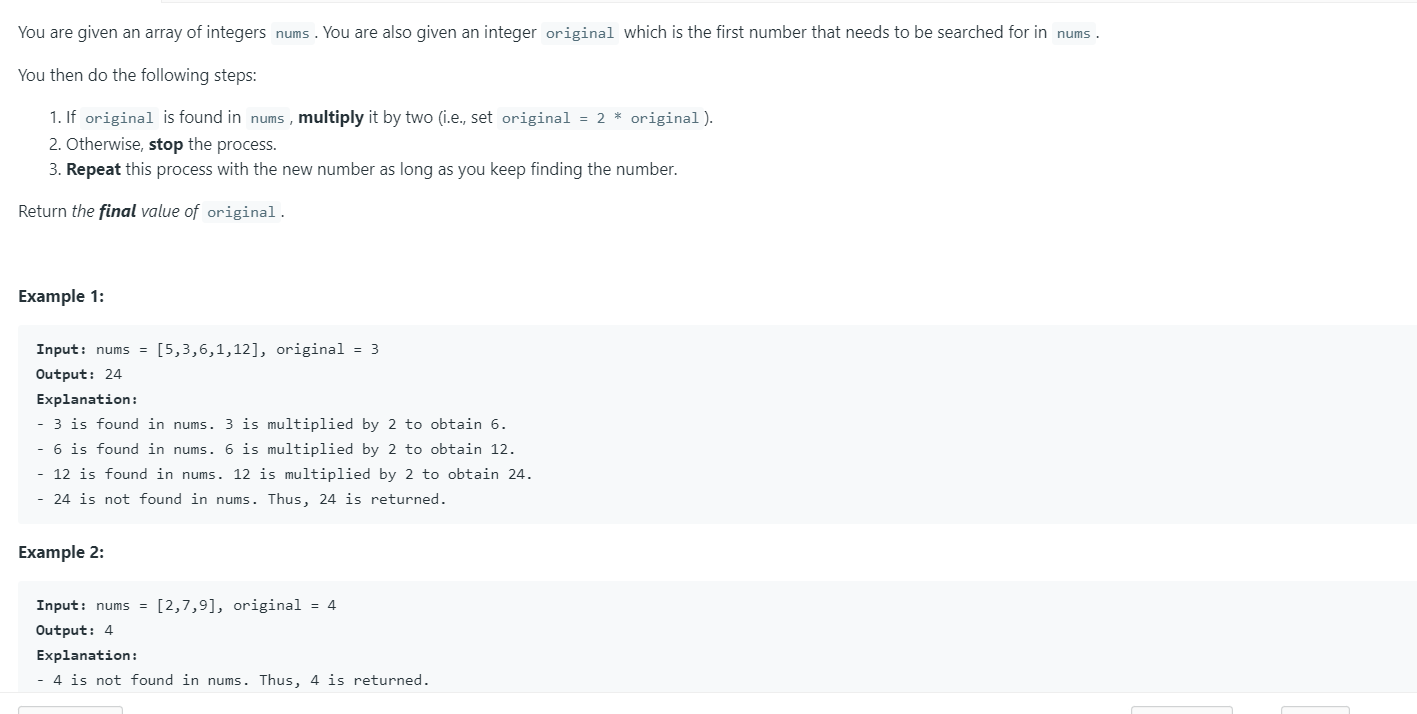 You are given an array of integers nums . You are also given an integer original which is the first number that needs to be searched for in nums .
You then do the following steps:
1. If original is found in nums , multiply it by two (i.e., set original = 2 * original ).
2. Otherwise, stop the process.
3. Repeat this process with the new number as long as you keep finding the number.
Return the final value of original .
Example 1:
Input: nums = [5,3,6,1,12], original = 3
Output: 24
Explanation:
- 3 is found in nums. 3 is multiplied by 2 to obtain 6.
- 6 is found in nums. 6 is multiplied by 2 to obtain 12.
- 12 is found in nums. 12 is multiplied by 2 to obtain 24.
- 24 is not found in nums. Thus, 24 is returned.
Example 2:
Input: nums = [2,7,9], original = 4
Output: 4
Explanation:
- 4 is not found in nums. Thus, 4 is returned.